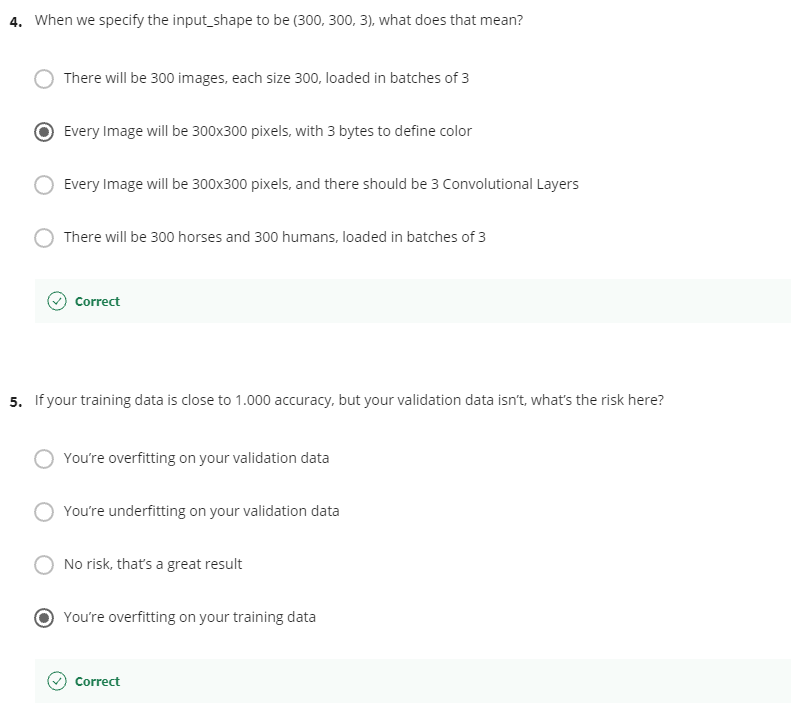 4. When we specify the input_shape to be (300, 300, 3), what does that mean?
There will be 300 images, each size 300, loaded in batches of 3
Every Image will be 300x300 pixels, with 3 bytes to define color
Every Image will be 300x300 pixels, and there should be 3 Convolutional Layers
There will be 300 horses and 300 humans, loaded in batches of 3
Correct
5. If your training data is close to 1.000 accuracy, but your validation data isn’t, what’s the risk here?
You’re overfitting on your validation data
You’re underfitting on your validation data
No risk, that’s a great result
You’re overfitting on your training data
Correct